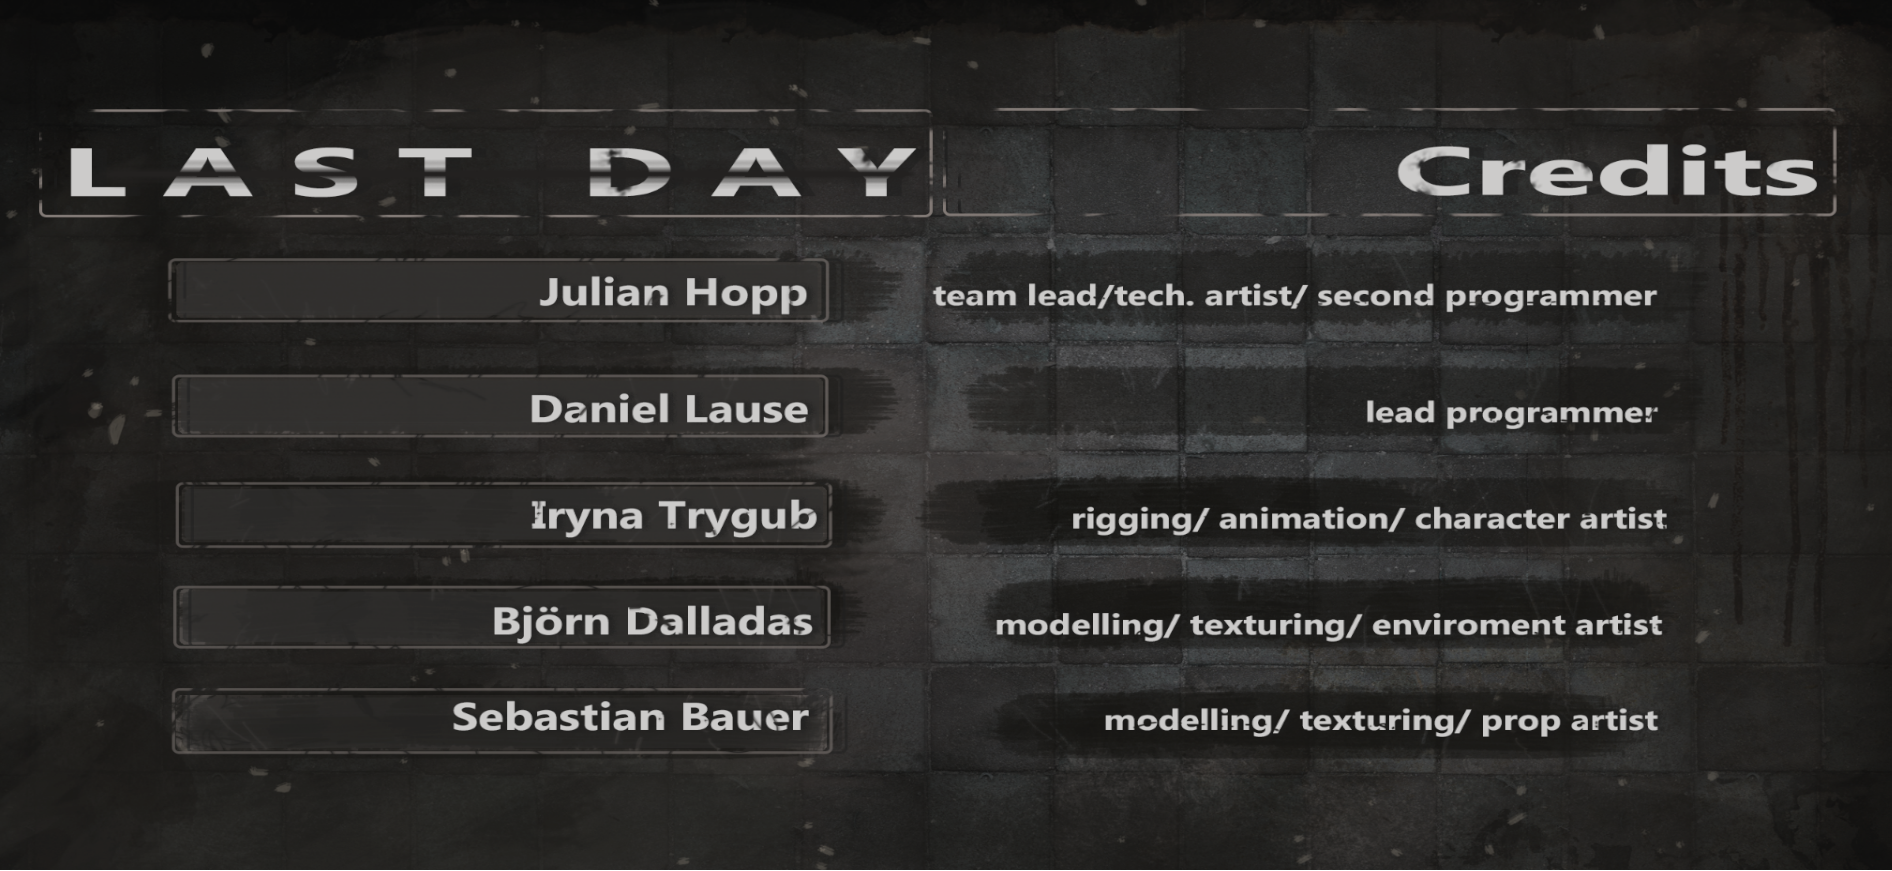 LAST DAY Credits
Julian Hopp team lead/tech. artist/ second programmer
Daniel Lause lead programmer
Iryna Trygub rigging/ animation/ character artist
Björn Dalladas modelling/ texturing/ enviroment artist
Sebastian Bauer modelling/ texturing/ prop artist